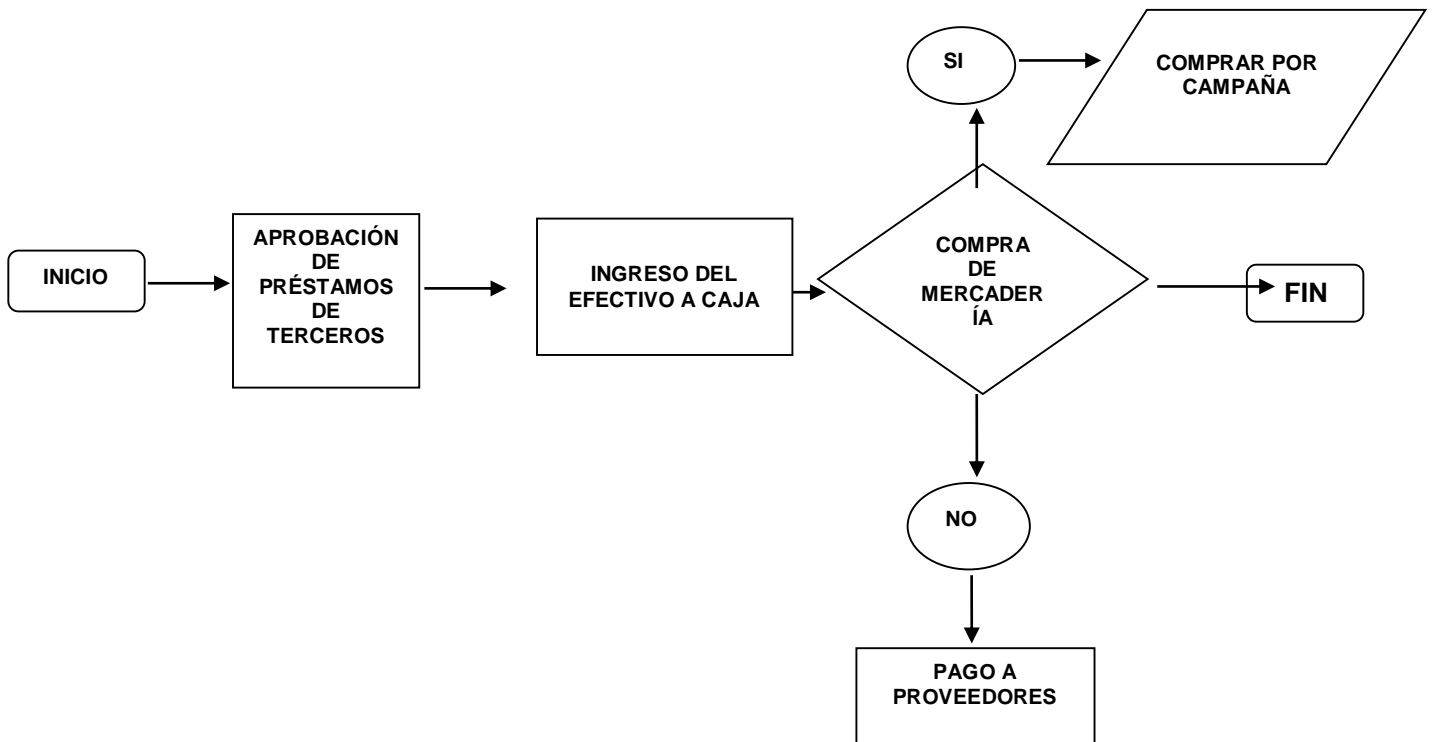 SI
COMPRAR POR
CAMPAÑA
INICIO
APROBACIÓN
DE
PRÉSTAMOS
DE
TERCEROS
INGRESO DEL
EFECTIVO A CAJA
COMPRA
DE
MERCADER
ÍA
FIN
NO
PAGO A
PROVEEDORES